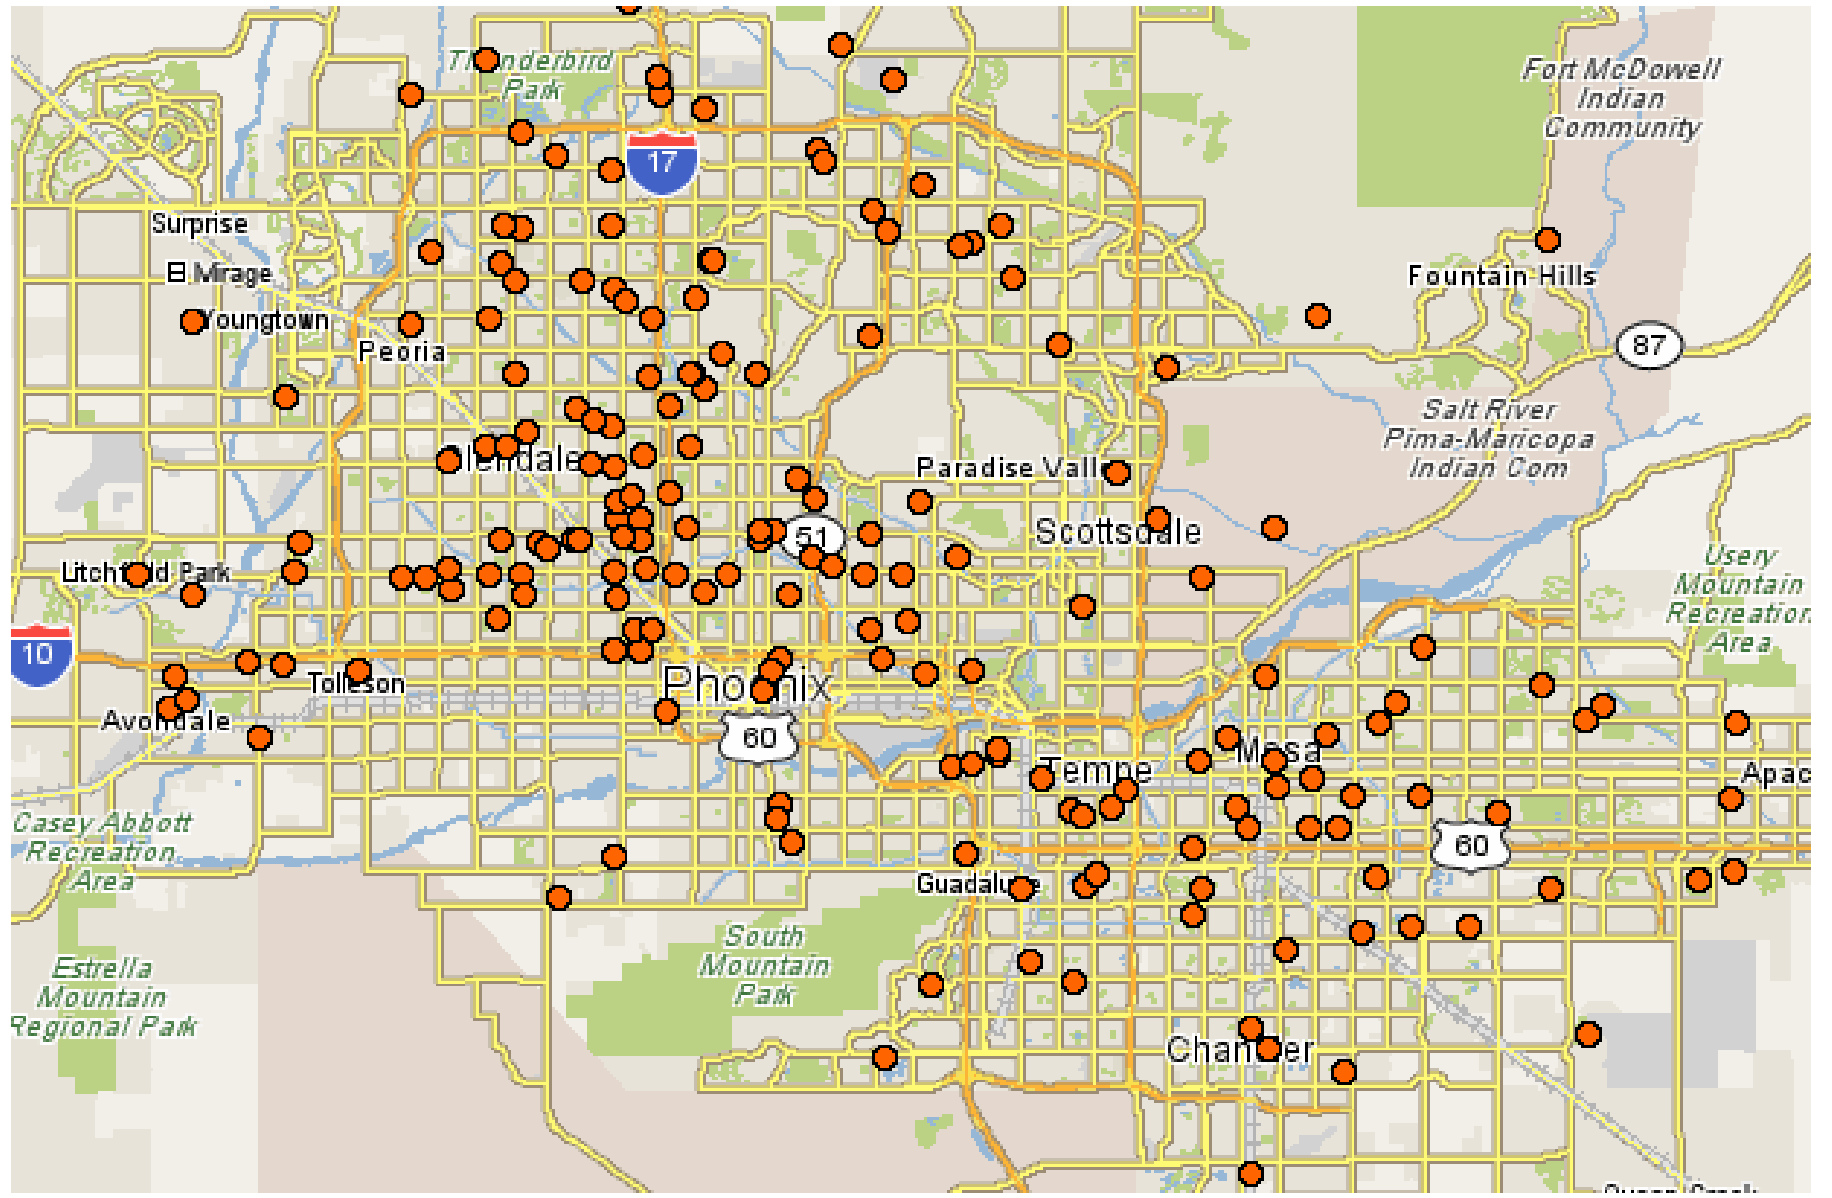 Thunderbird
Park
Fort McDowell
Indian
Community
17
Surprise
El Mirage
Fountain Hills
Youngtown
Peoria
87
Salt River
Pima-Maricopa
Indian Com
Glendale
Paradise Valle
Scottsdale
51
Litchfield Park
Usery
Mountain
Recreation
Area
10
Tolleson
Phoenix
Avondale
60
Mesa
Tempe
Apac
Casey Abbott
Recreation
Area
60
Guadalupe
South
Mountain
Park
Estrella
Mountain
Regional Park
Chandler
Queen Creek